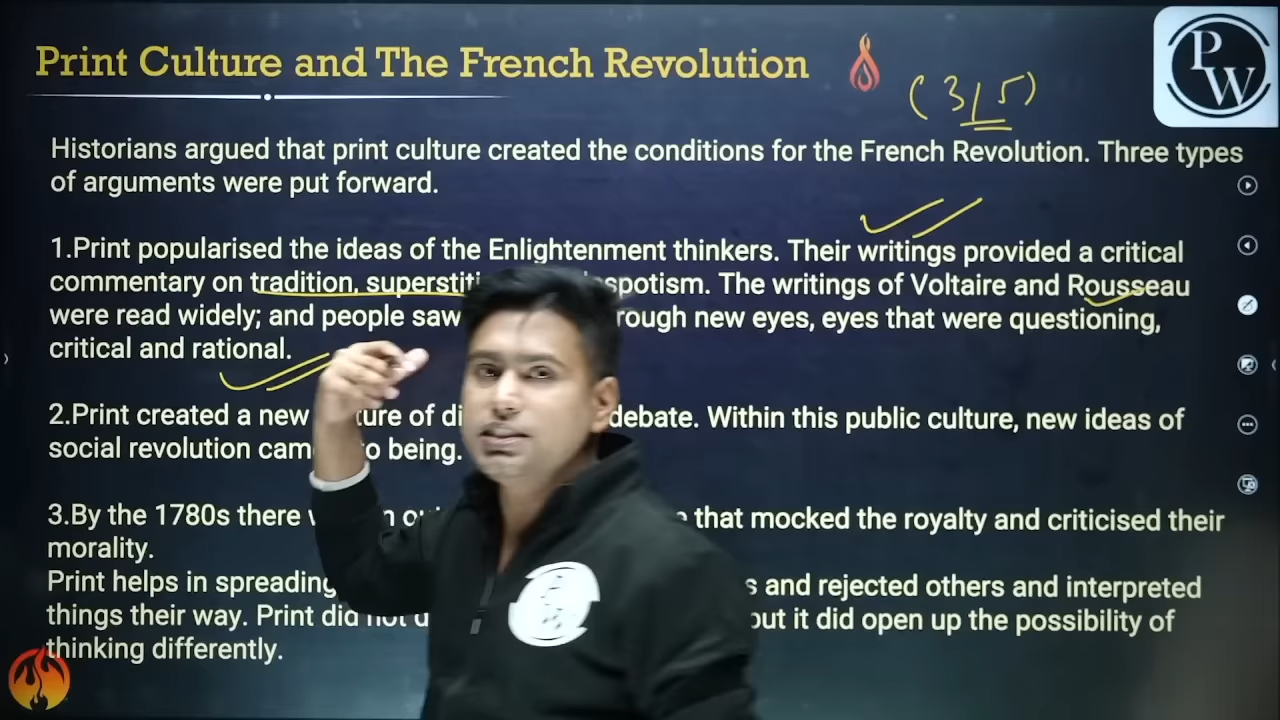 Print Culture and The French Revolution
(3/5)
PW
Historians argued that print culture created the conditions for the French Revolution. Three types
of arguments were put forward.
1.Print popularised the ideas of the Enlightenment thinkers. Their writings provided a critical
commentary on tradition, The writings of Voltaire and Rousseau
were read widely; and people saw new eyes, eyes that were questioning,
critical and rational.
2.Print created a new of debate. Within this public culture, new ideas of
social revolution being.
3.By the 1780s there that mocked the royalty and criticised their
morality.
Print helps in spreading and rejected others and interpreted
things their way. Print did not but it did open up the possibility of
thinking differently.